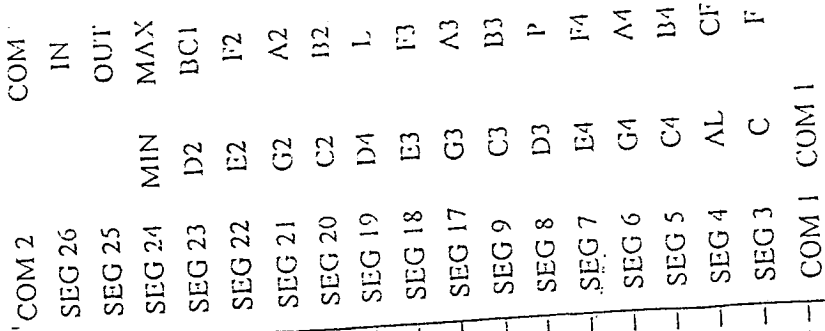 COM 2 COM
SEG 26 IN
SEG 25 OUT
SEG 24 MIN MAX
SEG 23 D2 BC1
SEG 22 E2 F2
SEG 21 G2 A2
SEG 20 C2 B2
SEG 19 D4 L
SEG 18 E3 F3
SEG 17 G3 A3
SEG 9 C3 B3
SEG 8 D3 P
SEG 7 E4 F4
SEG 6 G4 A4
SEG 5 C4 B4
SEG 4 AL CF
SEG 3 C F
COM 1 COM 1